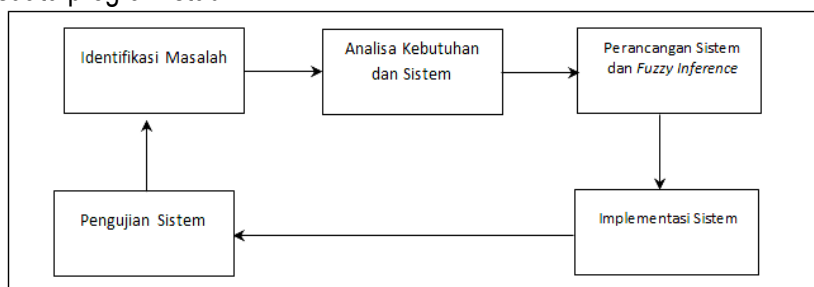 Identifikasi Masalah
Analisa Kebutuhan
dan Sistem
Perancangan Sistem
dan Fuzzy Inference
Pengujian Sistem
Implementasi Sistem